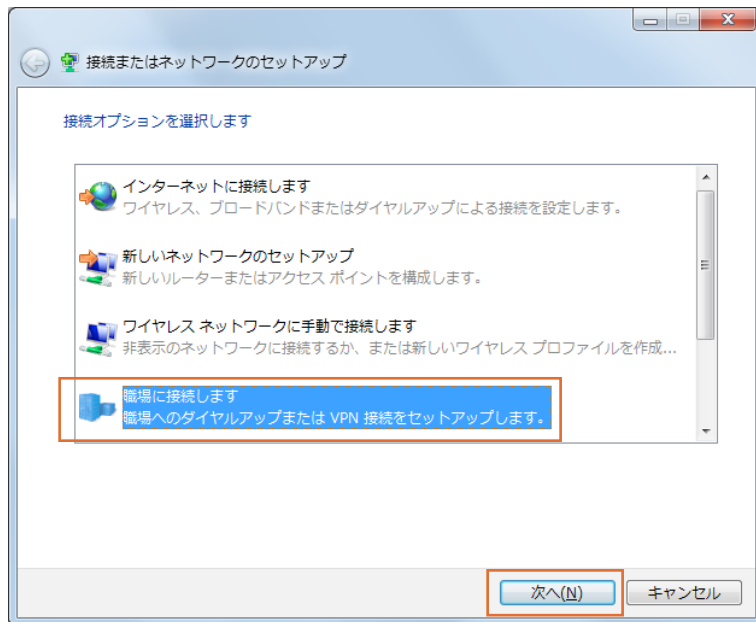 接続またはネットワークのセットアップ
接続オプションを選択します
インターネットに接続します
ワイヤレス、ブロードバンドまたはダイヤルアップによる接続を設定します。
新しいネットワークのセットアップ
新しいルーターまたはアクセス ポイントを構成します。
ワイヤレス ネットワークに手動で接続します
非表示のネットワークに接続するか、または新しいワイヤレス プロファイルを作成...
職場に接続します
職場へのダイヤルアップまたは VPN 接続をセットアップします。
次へ(N)
キャンセル